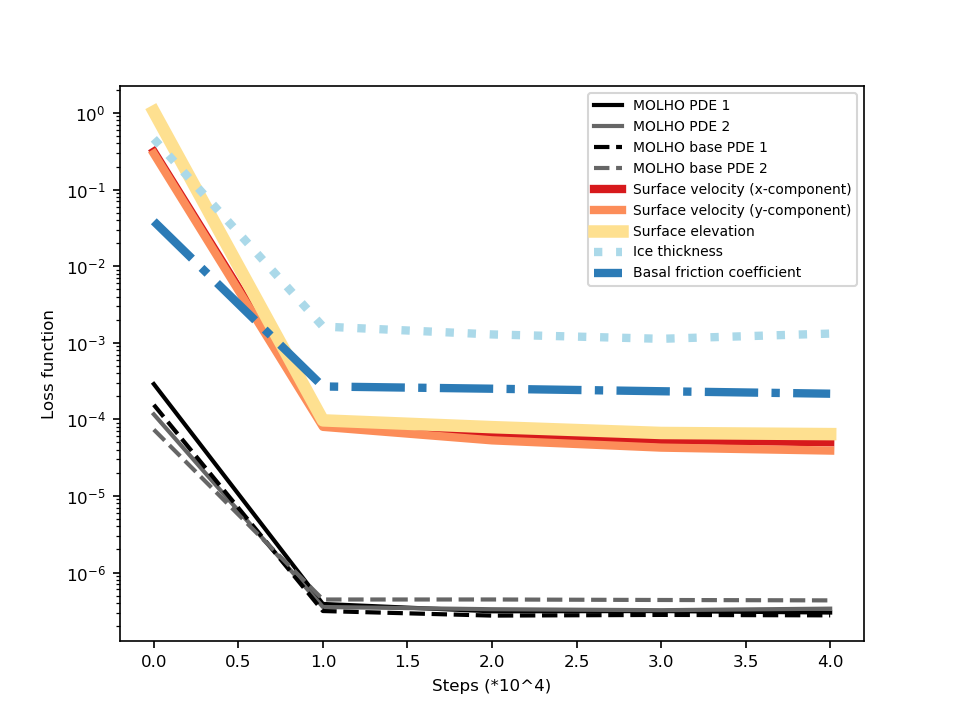 10^0
10^-1
10^-2
10^-3
10^-4
10^-5
10^-6
Loss function
MOLHO PDE 1
MOLHO PDE 2
MOLHO base PDE 1
MOLHO base PDE 2
Surface velocity (x-component)
Surface velocity (y-component)
Surface elevation
Ice thickness
Basal friction coefficient
0.0 0.5 1.0 1.5 2.0 2.5 3.0 3.5 4.0
Steps (*10^4)